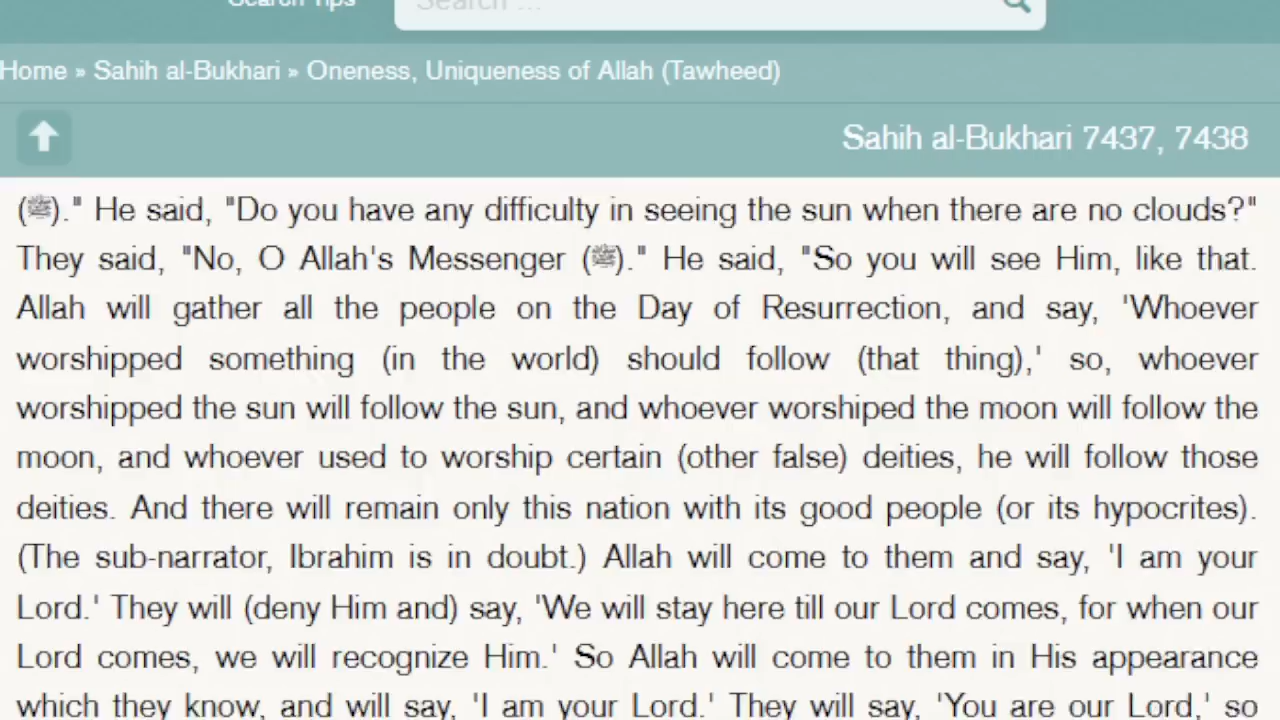 Search Tips
Search ...
Home » Sahih al-Bukhari » Oneness, Uniqueness of Allah (Tawheed)
Sahih al-Bukhari 7437, 7438
(ﷺ)." He said, "Do you have any difficulty in seeing the sun when there are no clouds?"
They said, "No, O Allah's Messenger (ﷺ)." He said, "So you will see Him, like that.
Allah will gather all the people on the Day of Resurrection, and say, 'Whoever
worshipped something (in the world) should follow (that thing),' so, whoever
worshipped the sun will follow the sun, and whoever worshiped the moon will follow the
moon, and whoever used to worship certain (other false) deities, he will follow those
deities. And there will remain only this nation with its good people (or its hypocrites).
(The sub-narrator, Ibrahim is in doubt.) Allah will come to them and say, 'I am your
Lord.' They will (deny Him and) say, 'We will stay here till our Lord comes, for when our
Lord comes, we will recognize Him.' So Allah will come to them in His appearance
which they know, and will say, 'I am your Lord.' They will say, 'You are our Lord,' so